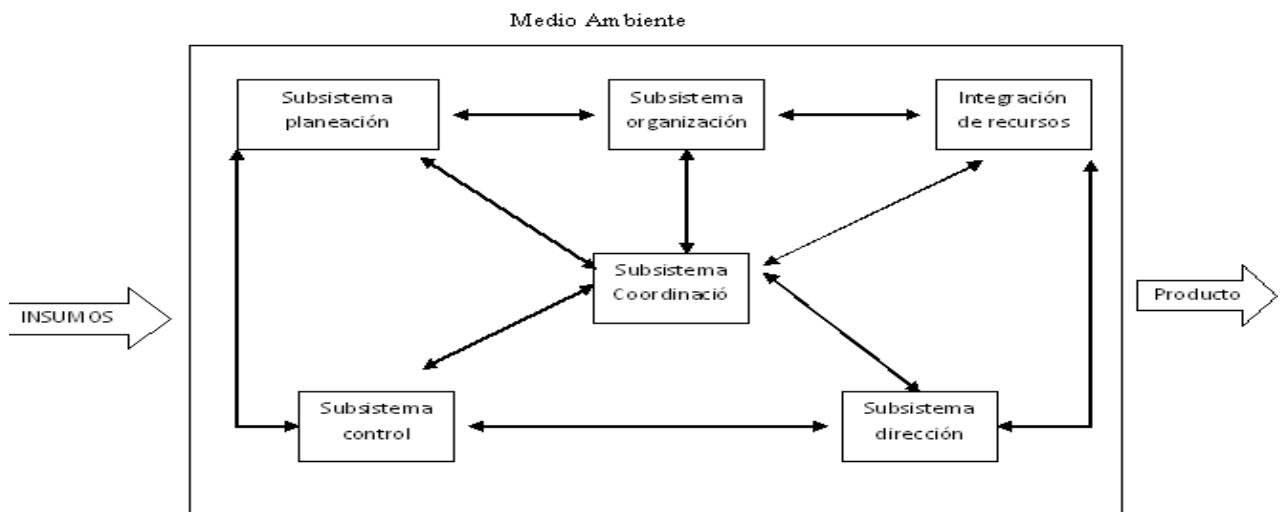 Medio Ambiente
Subsistema
planeación
Subsistema
organización
Integración
de recursos
Subsistema
Coordinació
INSUMOS
Producto
Subsistema
control
Subsistema
dirección